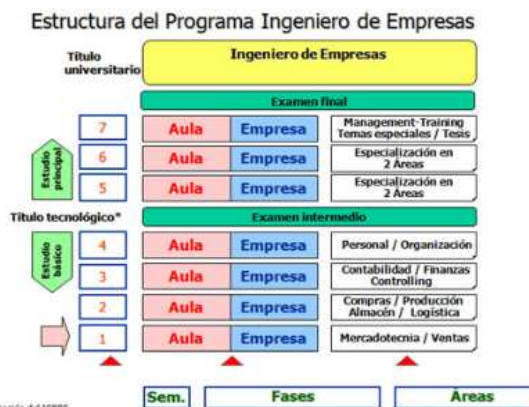 Estructura del Programa Ingeniero de Empresas
Título
universitario
Ingeniero de Empresas
Examen final
7 Aula Empresa Management-Training
Temas especiales / Tesis
6 Aula Empresa Especialización en
2 Áreas
5 Aula Empresa Especialización en
2 Áreas
Estudio
principal
Título tecnológico*
Examen intermedio
4 Aula Empresa Personal / Organización
3 Aula Empresa Contabilidad / Finanzas
Controlling
2 Aula Empresa Compras / Producción
Almacén / Logística
1 Aula Empresa Mercadotecnia / Ventas
Estudio
básico
Sem. Fases Áreas